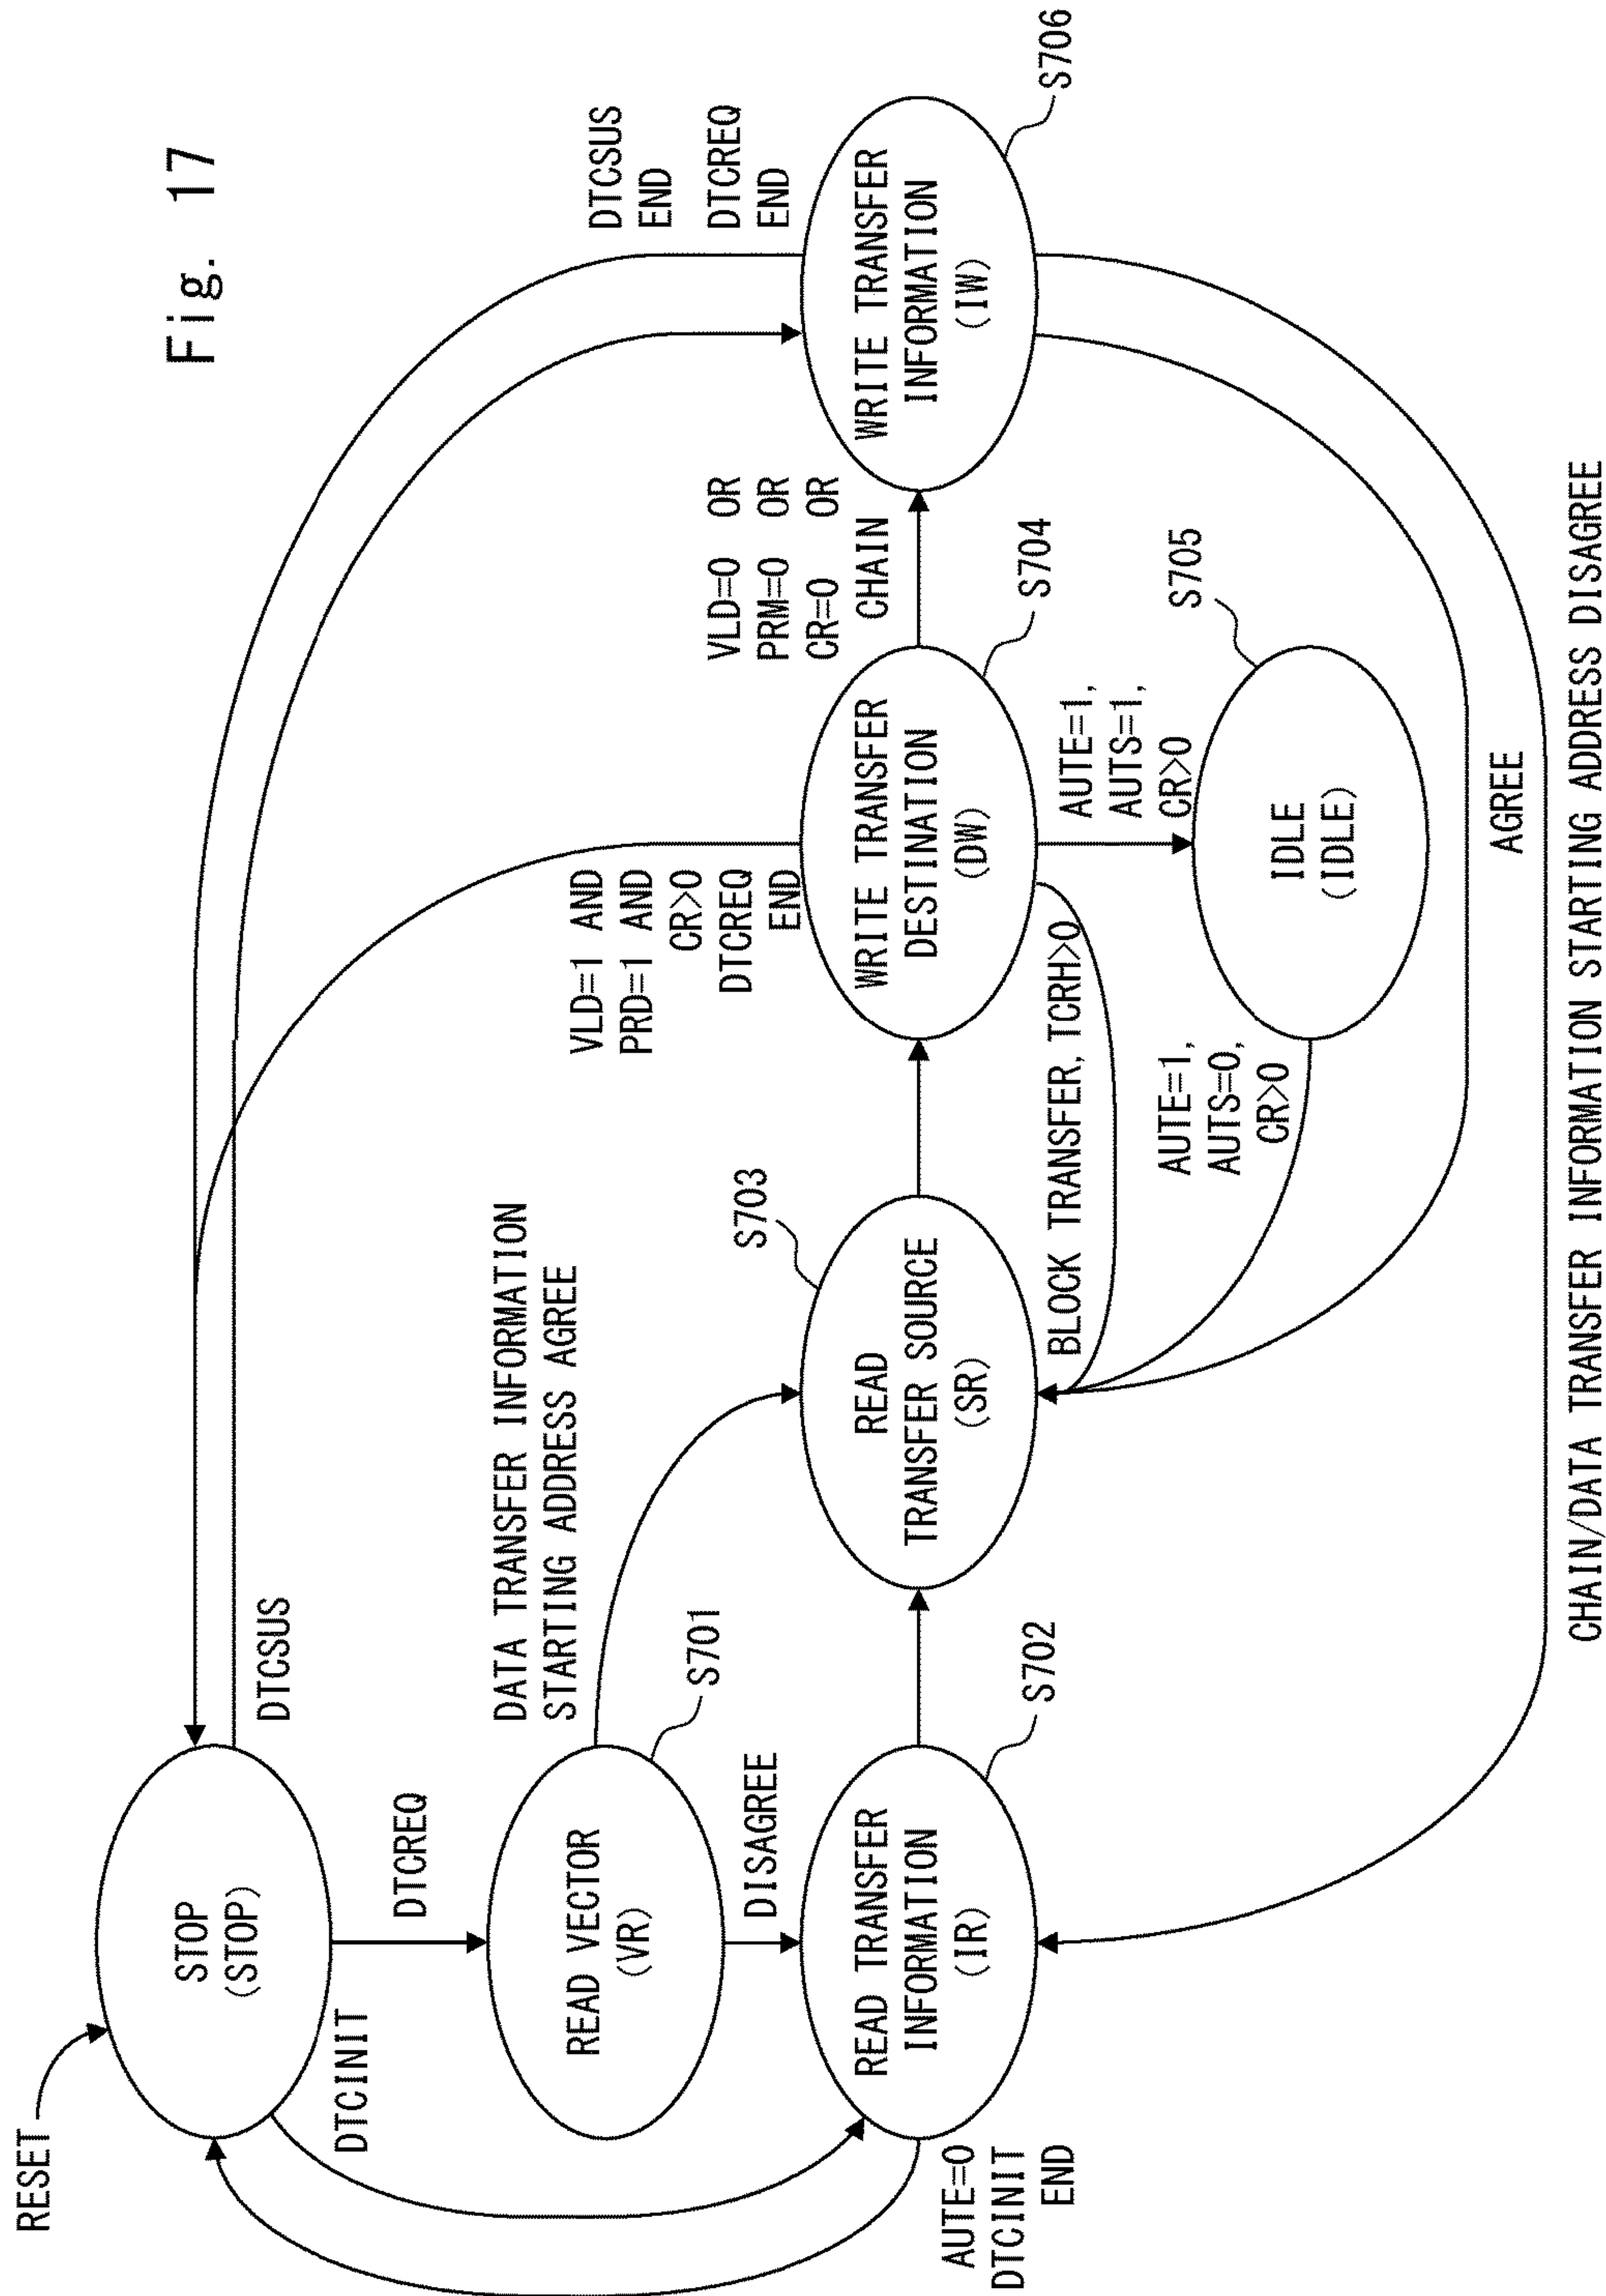 Fig. 17
RESET
STOP
(STOP)
DTCSUS
DTCINIT
DTCREQ
READ VECTOR
(VR)
S701
DATA TRANSFER INFORMATION
STARTING ADDRESS AGREE
DISAGREE
READ TRANSFER
INFORMATION
(IR)
S702
AUTE=0
DTCINIT
END
READ
TRANSFER SOURCE
(SR)
S703
VLD=1 AND
PRD=1 AND
CR>0
DTCREQ
END
WRITE TRANSFER
DESTINATION
(DW)
S704
BLOCK TRANSFER, TCRH>0
AUTE=1,
AUTS=1,
CR>0
AUTE=1,
AUTS=0,
CR>0
IDLE
(IDLE)
S705
VLD=0 OR
PRM=0 OR
CR=0 OR
CHAIN
DTCSUS
END
DTCREQ
END
WRITE TRANSFER
INFORMATION
(IW)
S706
AGREE
CHAIN/DATA TRANSFER INFORMATION STARTING ADDRESS DISAGREE